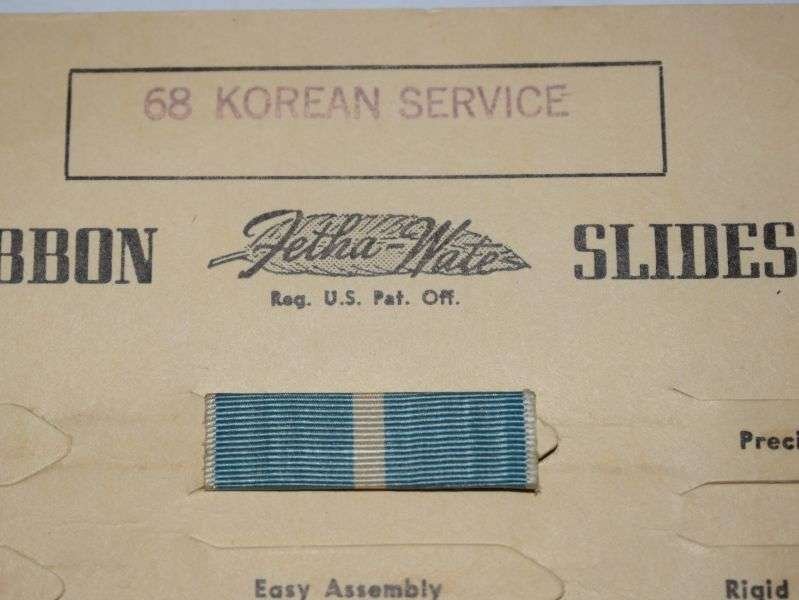 68 KOREAN SERVICE
BBON Fetha-Wate SLIDES
Reg. U.S. Pat. Off.
Preci
Easy Assembly Rigid